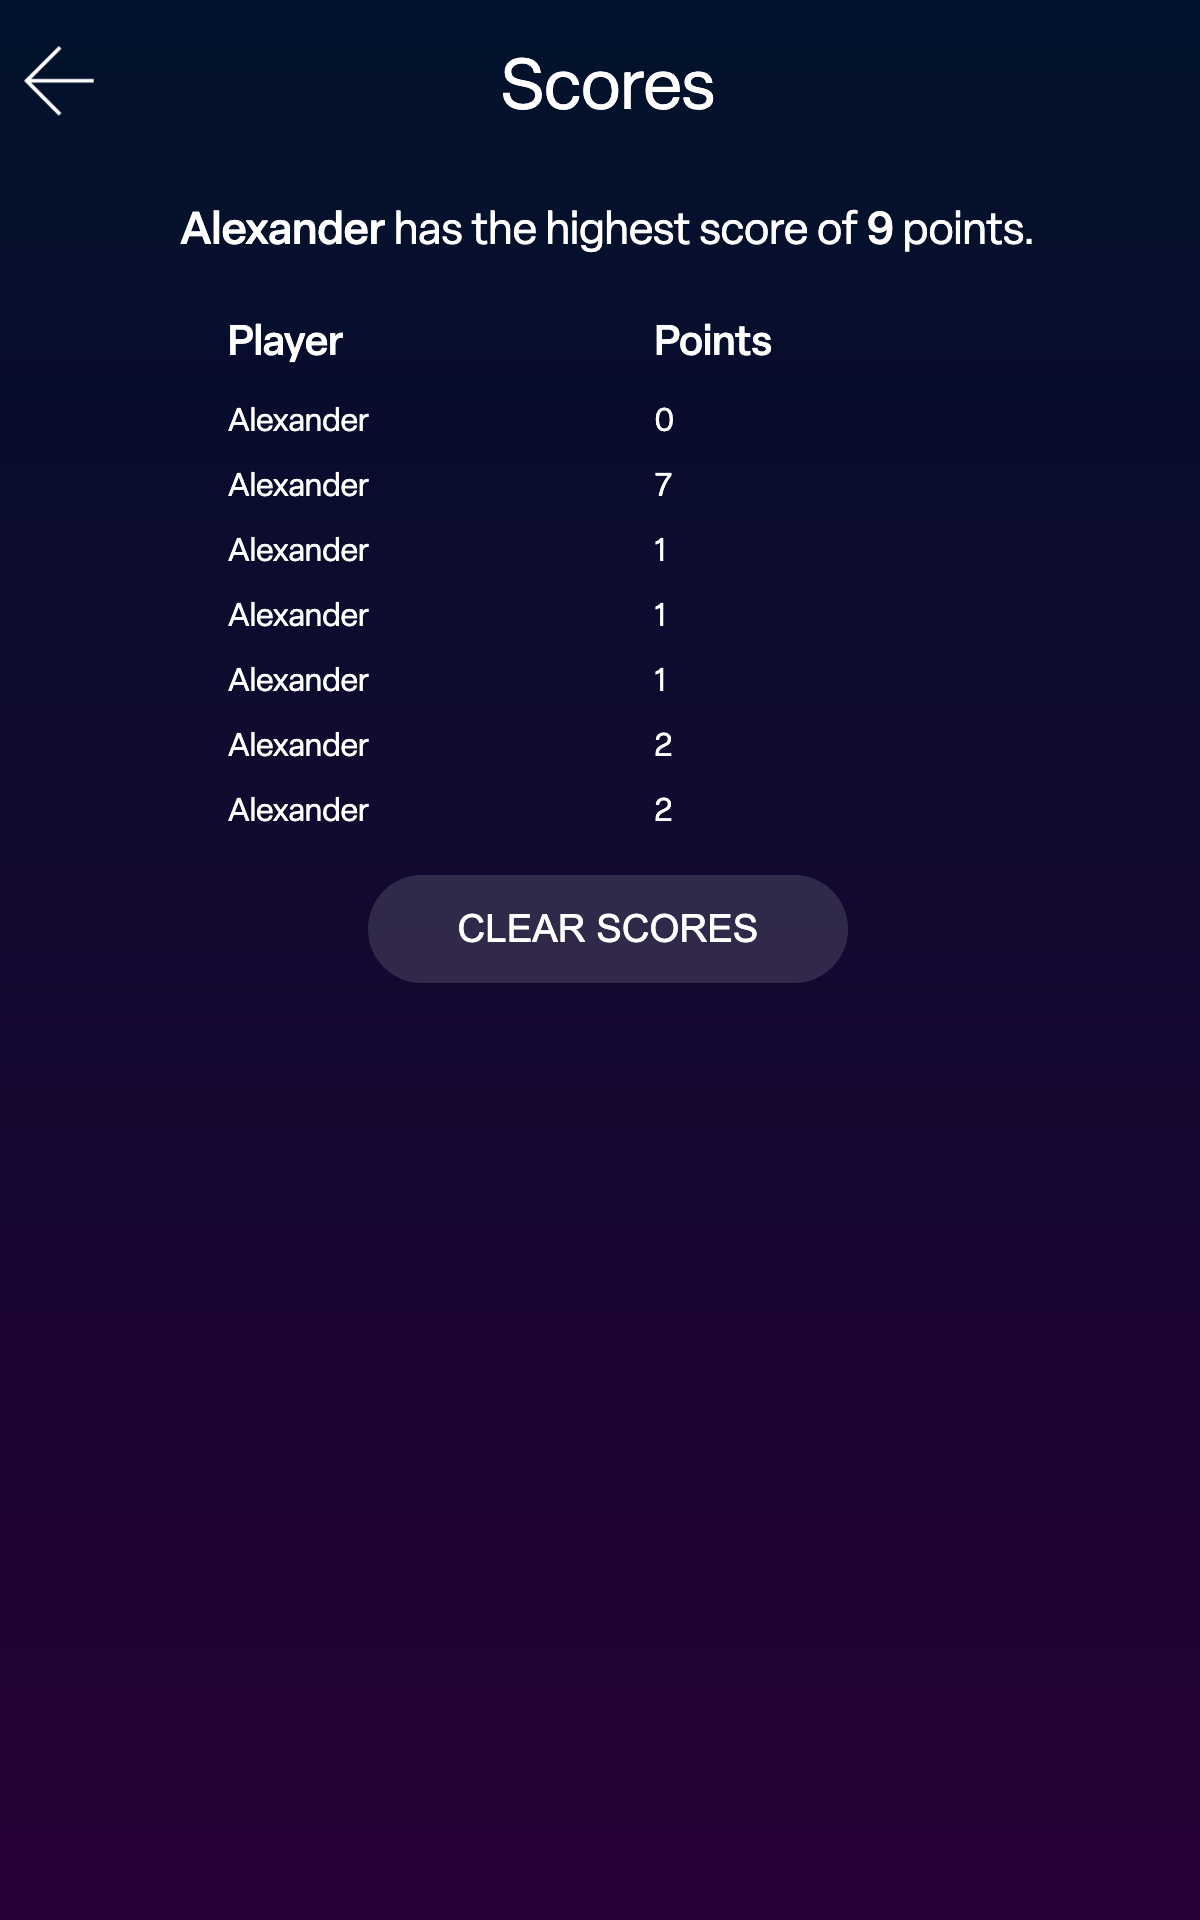 Scores
Alexander has the highest score of 9 points.
Player Points
Alexander 0
Alexander 7
Alexander 1
Alexander 1
Alexander 1
Alexander 2
Alexander 2
CLEAR SCORES